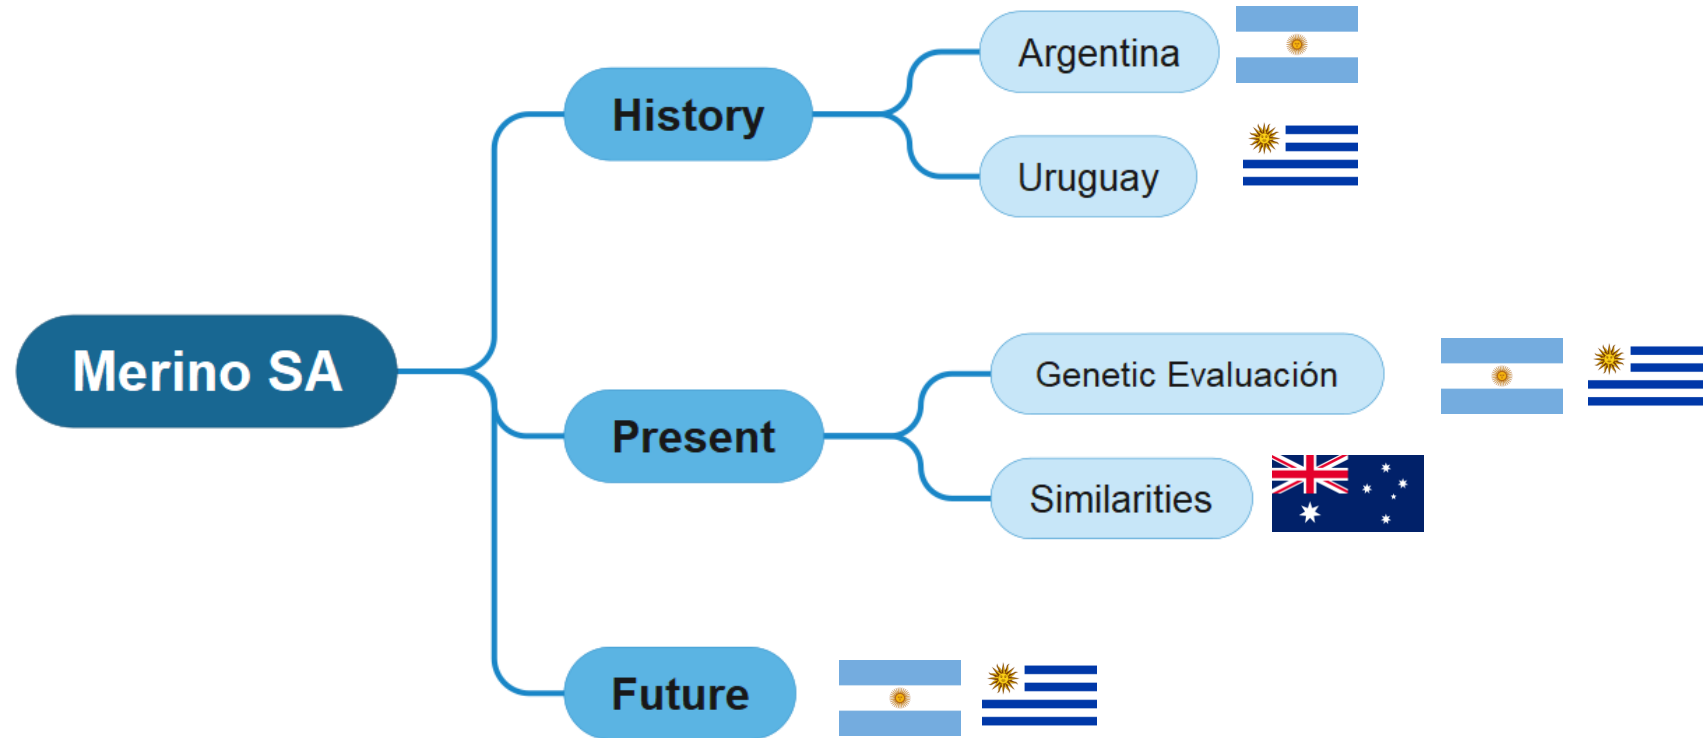 Merino SA
History
Argentina
Uruguay
Present
Genetic Evaluación
Similarities
Future